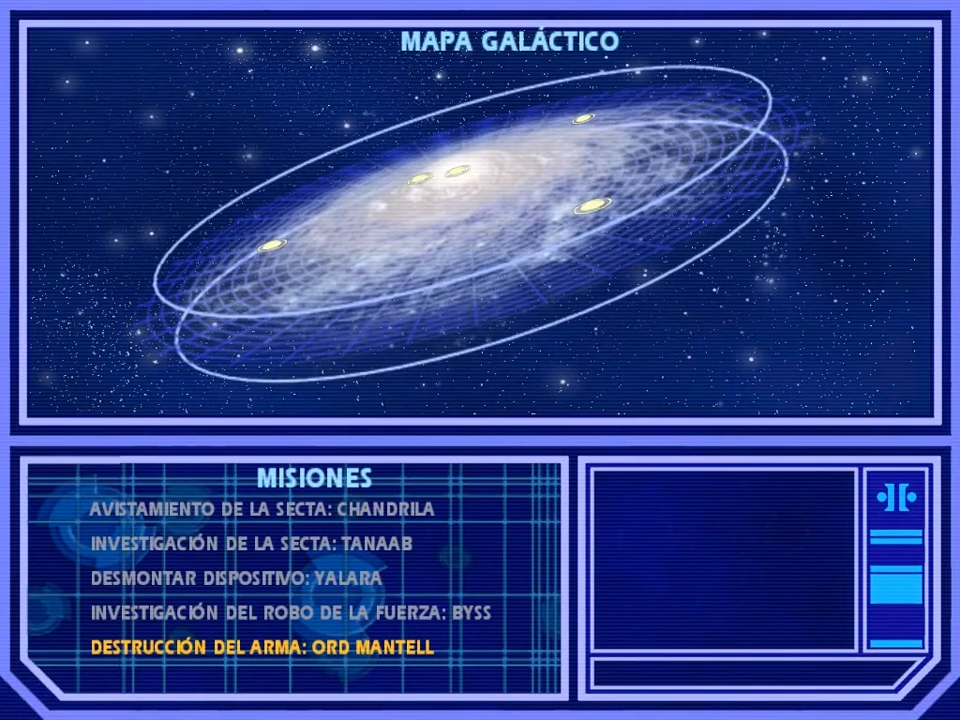 MAPA GALÁCTICO
MISIONES
AVISTAMIENTO DE LA SECTA: CHANDRILA
INVESTIGACIÓN DE LA SECTA: TANAAB
DESMONTAR DISPOSITIVO: YALARA
INVESTIGACIÓN DEL ROBO DE LA FUERZA: BYSS
DESTRUCCIÓN DEL ARMA: ORD MANTELL